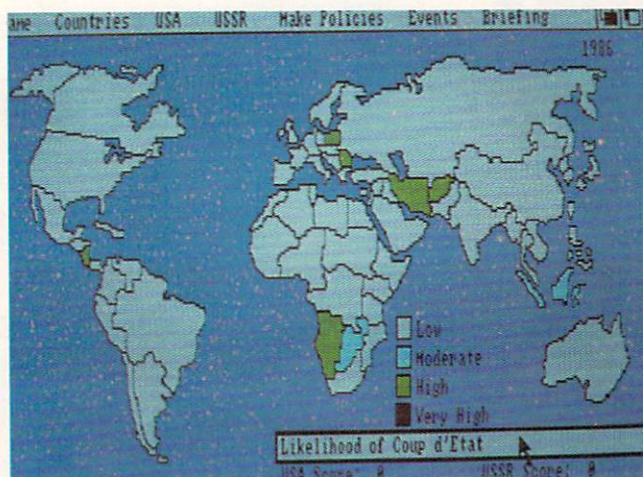 ame Countries USA USSR Make Policies Events Briefing
1986
Low
Moderate
High
Very High
Likelihood of Coup d'Etat
USA Score: 0 USSR Score: 0